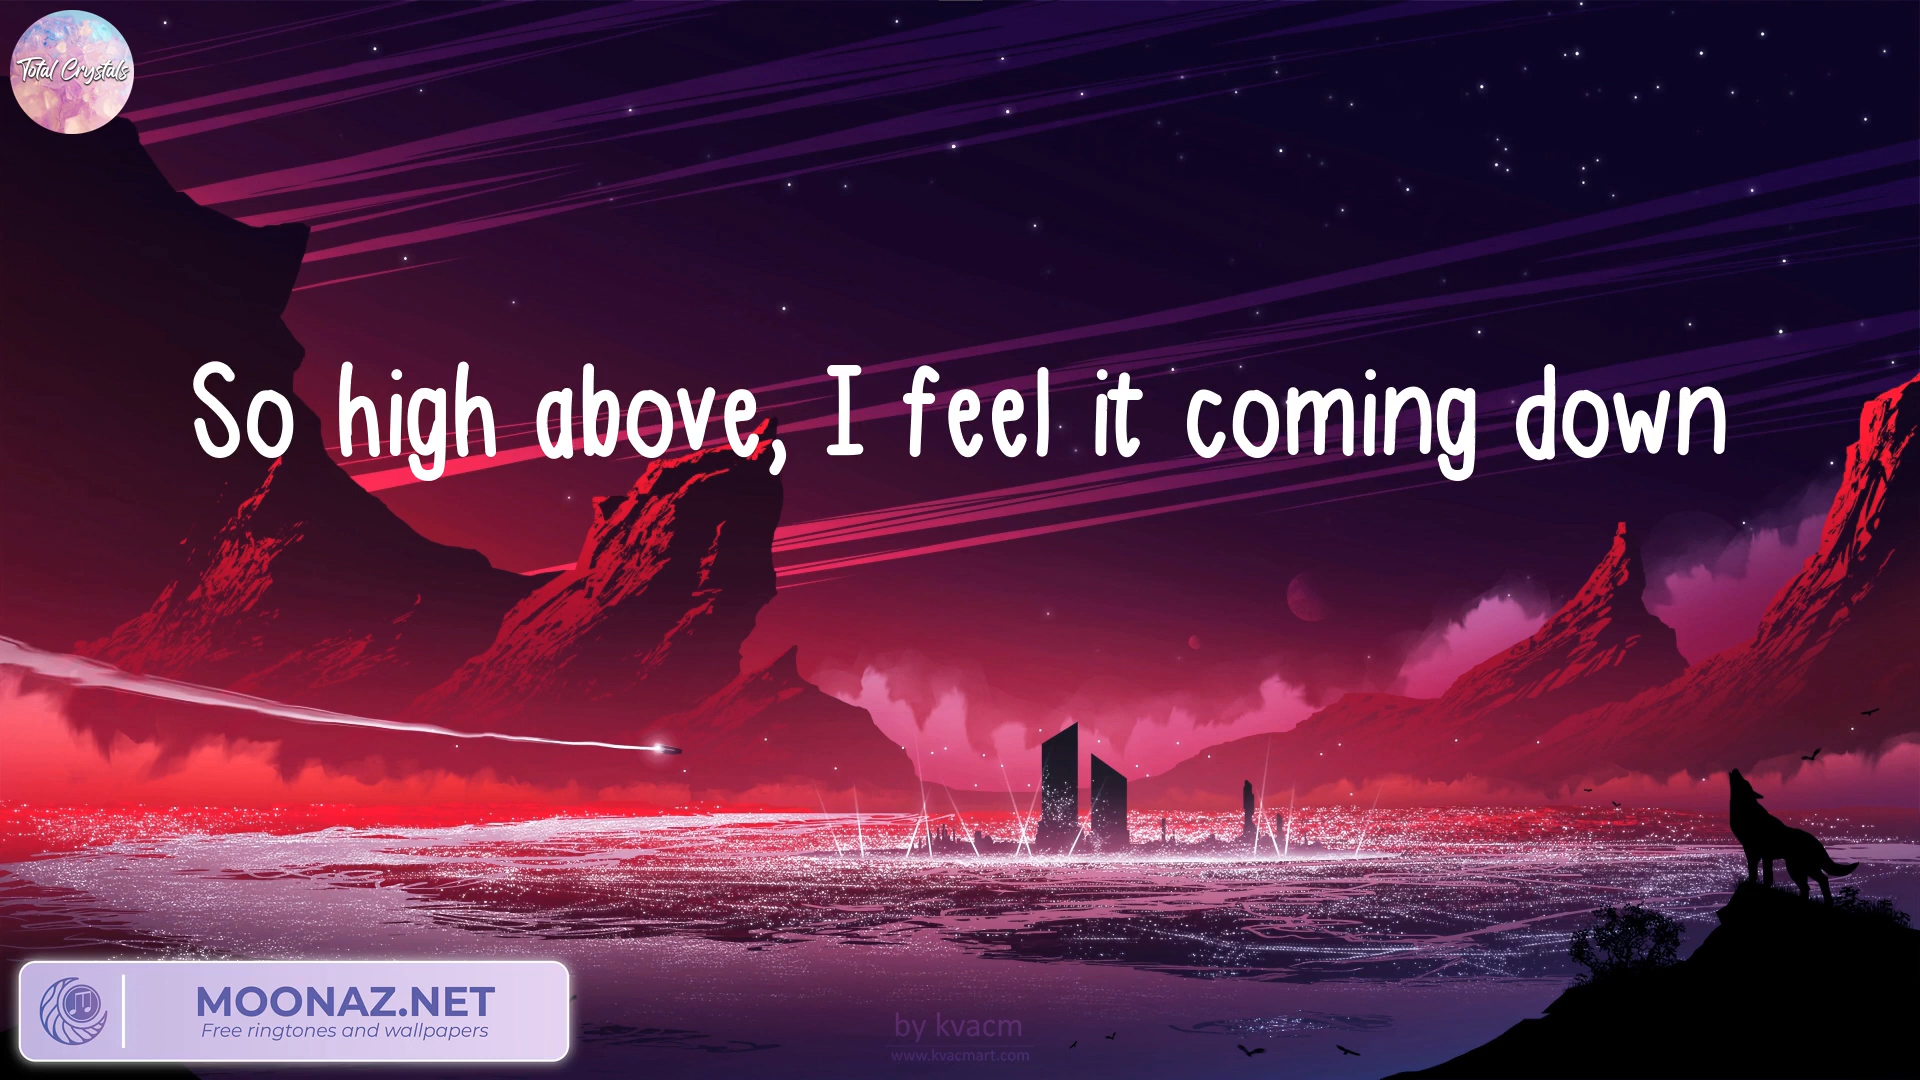 Total Crystals
So high above, I feel it coming down
MOONAZ.NET
Free ringtones and wallpapers
by kvacm
www.kvacmart.com